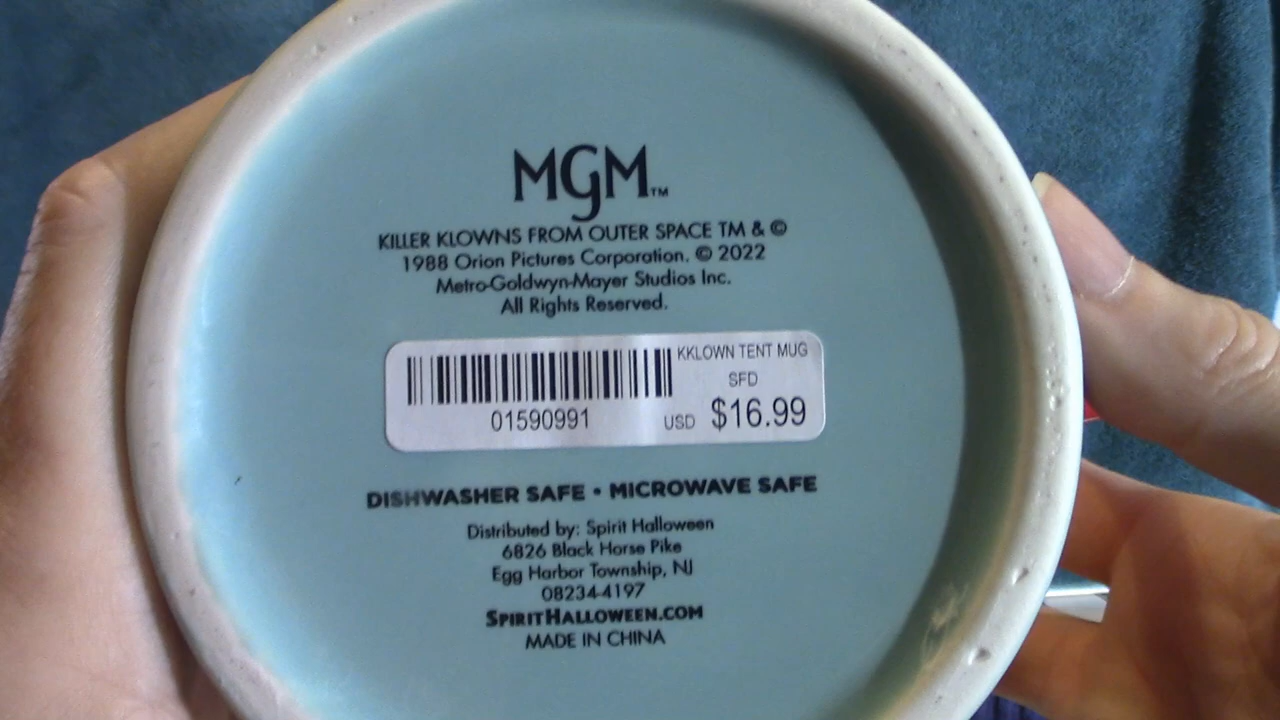 MGM™
KILLER KLOWNS FROM OUTER SPACE TM & ©
1988 Orion Pictures Corporation. © 2022
Metro-Goldwyn-Mayer Studios Inc.
All Rights Reserved.
KKLOWN TENT MUG
SFD
01590991
USD $16.99
DISHWASHER SAFE • MICROWAVE SAFE
Distributed by: Spirit Halloween
6826 Black Horse Pike
Egg Harbor Township, NJ
08234-4197
SPIRITHALLOWEEN.COM
MADE IN CHINA